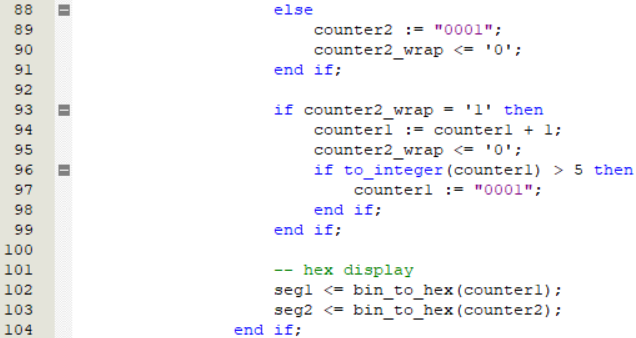 88 else
89 counter2 := "0001";
90 counter2_wrap <= '0';
91 end if;
92
93 if counter2_wrap = '1' then
94 counter1 := counter1 + 1;
95 counter2_wrap <= '0';
96 if to_integer(counter1) > 5 then
97 counter1 := "0001";
98 end if;
99 end if;
100
101 -- hex display
102 seg1 <= bin_to_hex(counter1);
103 seg2 <= bin_to_hex(counter2);
104 end if;